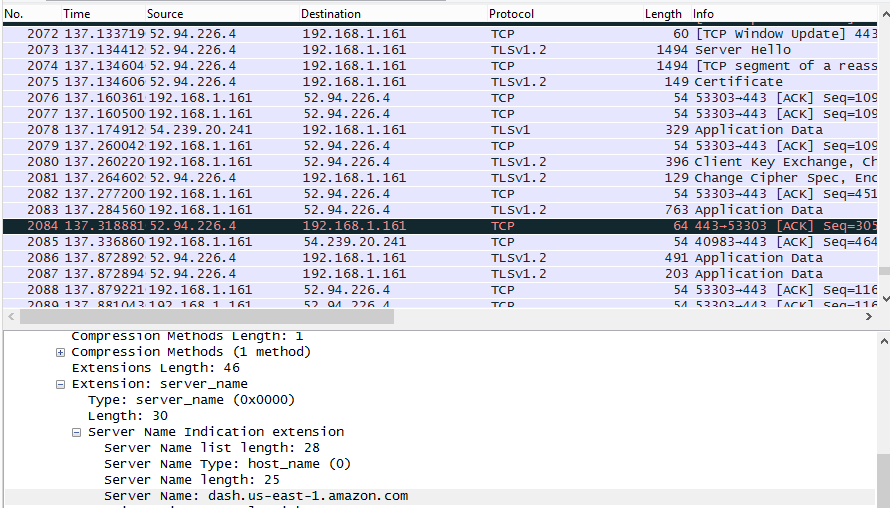 No. Time Source Destination Protocol Length Info
2072 137.133719 52.94.226.4 192.168.1.161 TCP 60 [TCP Window Update] 443
2073 137.134412 52.94.226.4 192.168.1.161 TLSv1.2 1494 Server Hello
2074 137.134604 52.94.226.4 192.168.1.161 TCP 1494 [TCP segment of a reass
2075 137.134606 52.94.226.4 192.168.1.161 TLSv1.2 149 Certificate
2076 137.160361 192.168.1.161 52.94.226.4 TCP 54 53303→443 [ACK] Seq=109
2077 137.160500 192.168.1.161 52.94.226.4 TCP 54 53303→443 [ACK] Seq=109
2078 137.174912 54.239.20.241 192.168.1.161 TLSv1 329 Application Data
2079 137.260042 192.168.1.161 52.94.226.4 TCP 54 53303→443 [ACK] Seq=109
2080 137.260220 192.168.1.161 52.94.226.4 TLSv1.2 396 Client Key Exchange, Ch
2081 137.264602 52.94.226.4 192.168.1.161 TLSv1.2 129 Change Cipher Spec, Enc
2082 137.277200 192.168.1.161 52.94.226.4 TCP 54 53303→443 [ACK] Seq=451
2083 137.284560 192.168.1.161 52.94.226.4 TLSv1.2 763 Application Data
2084 137.318881 52.94.226.4 192.168.1.161 TCP 64 443→53303 [ACK] Seq=305
2085 137.336860 192.168.1.161 54.239.20.241 TCP 54 40983→443 [ACK] Seq=464
2086 137.872892 52.94.226.4 192.168.1.161 TLSv1.2 491 Application Data
2087 137.872894 52.94.226.4 192.168.1.161 TLSv1.2 203 Application Data
2088 137.879221 192.168.1.161 52.94.226.4 TCP 54 53303→443 [ACK] Seq=116
2089 137.881043 192.168.1.161 52.94.226.4 TCP 54 53303→443 [ACK] Seq=116
Compression Methods Length: 1
Compression Methods (1 method)
Extensions Length: 46
Extension: server_name
Type: server_name (0x0000)
Length: 30
Server Name Indication extension
Server Name list length: 28
Server Name Type: host_name (0)
Server Name length: 25
Server Name: dash.us-east-1.amazon.com